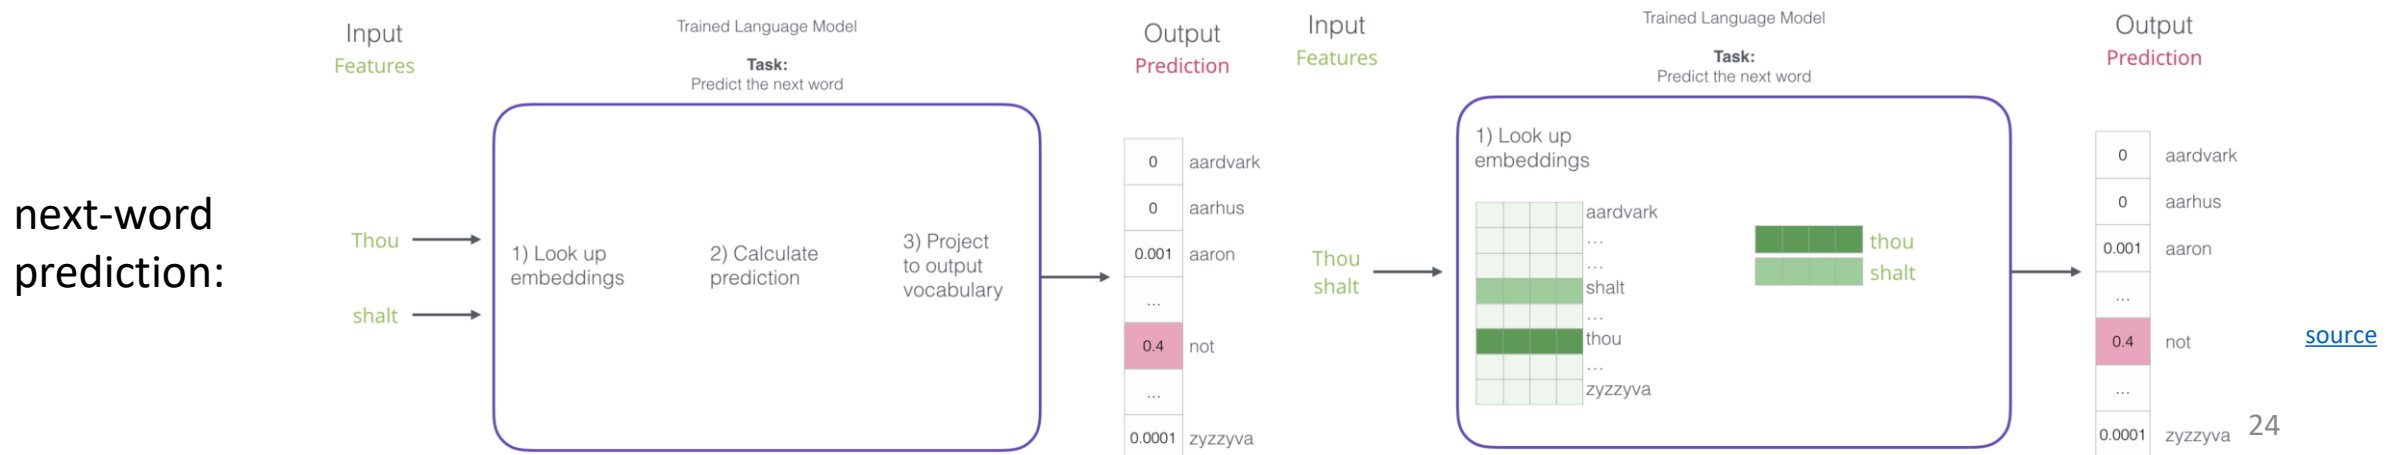 next-word
prediction:
Input
Features
Trained Language Model
Task:
Predict the next word
Output
Prediction
Thou
shalt
1) Look up
embeddings
2) Calculate
prediction
3) Project
to output
vocabulary
0 aardvark
0 aarhus
0.001 aaron
...
0.4 not
...
0.0001 zyzzyva
Input
Features
Trained Language Model
Task:
Predict the next word
Output
Prediction
Thou
shalt
1) Look up
embeddings
aardvark
...
...
shalt
...
thou
...
zyzzyva
thou
shalt
0 aardvark
0 aarhus
0.001 aaron
...
0.4 not
...
0.0001 zyzzyva
source
24